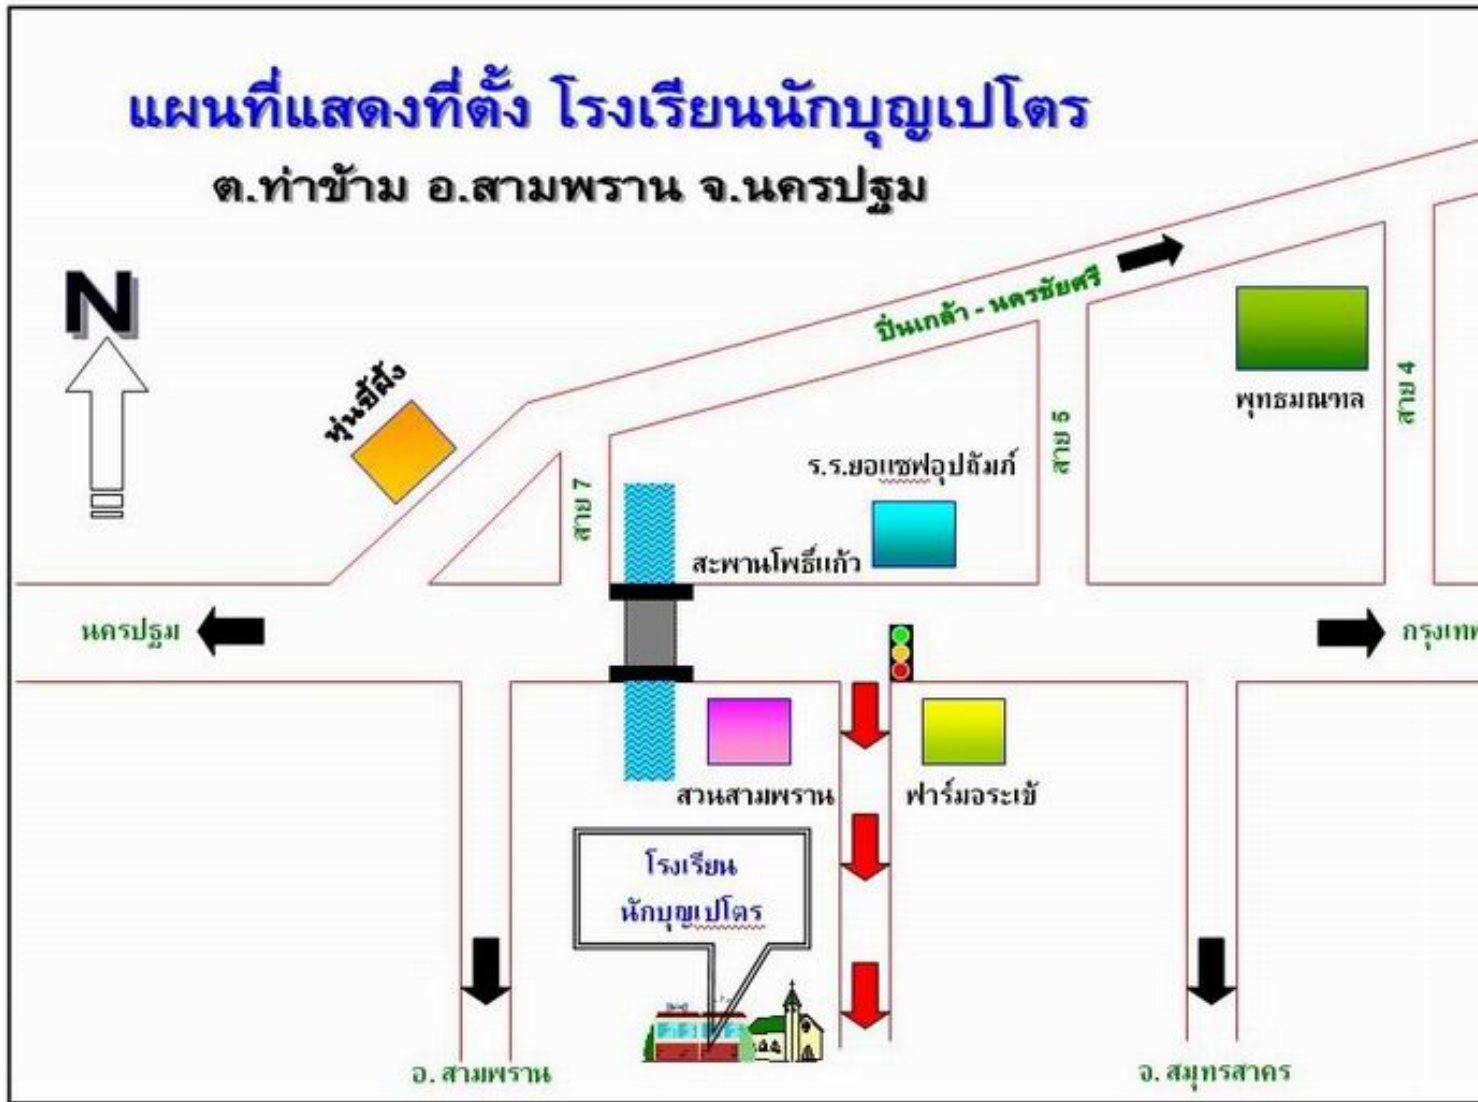 แผนที่แสดงที่ตั้ง โรงเรียนนักบุญเปโตร
ต.ท่าข้าม อ.สามพราน จ.นครปฐม
N
ปิ่นเกล้า - นครชัยศรี
หุ่นขี้ผึ้ง
พุทธมณฑล
สาย 4
สาย 5
ร.ร.ยอแซฟอุปถัมภ์
สาย 7
สะพานโพธิ์แก้ว
นครปฐม
กรุงเทพ
สวนสามพราน
ฟาร์มจระเข้
โรงเรียน
นักบุญเปโตร
อ. สามพราน
จ. สมุทรสาคร